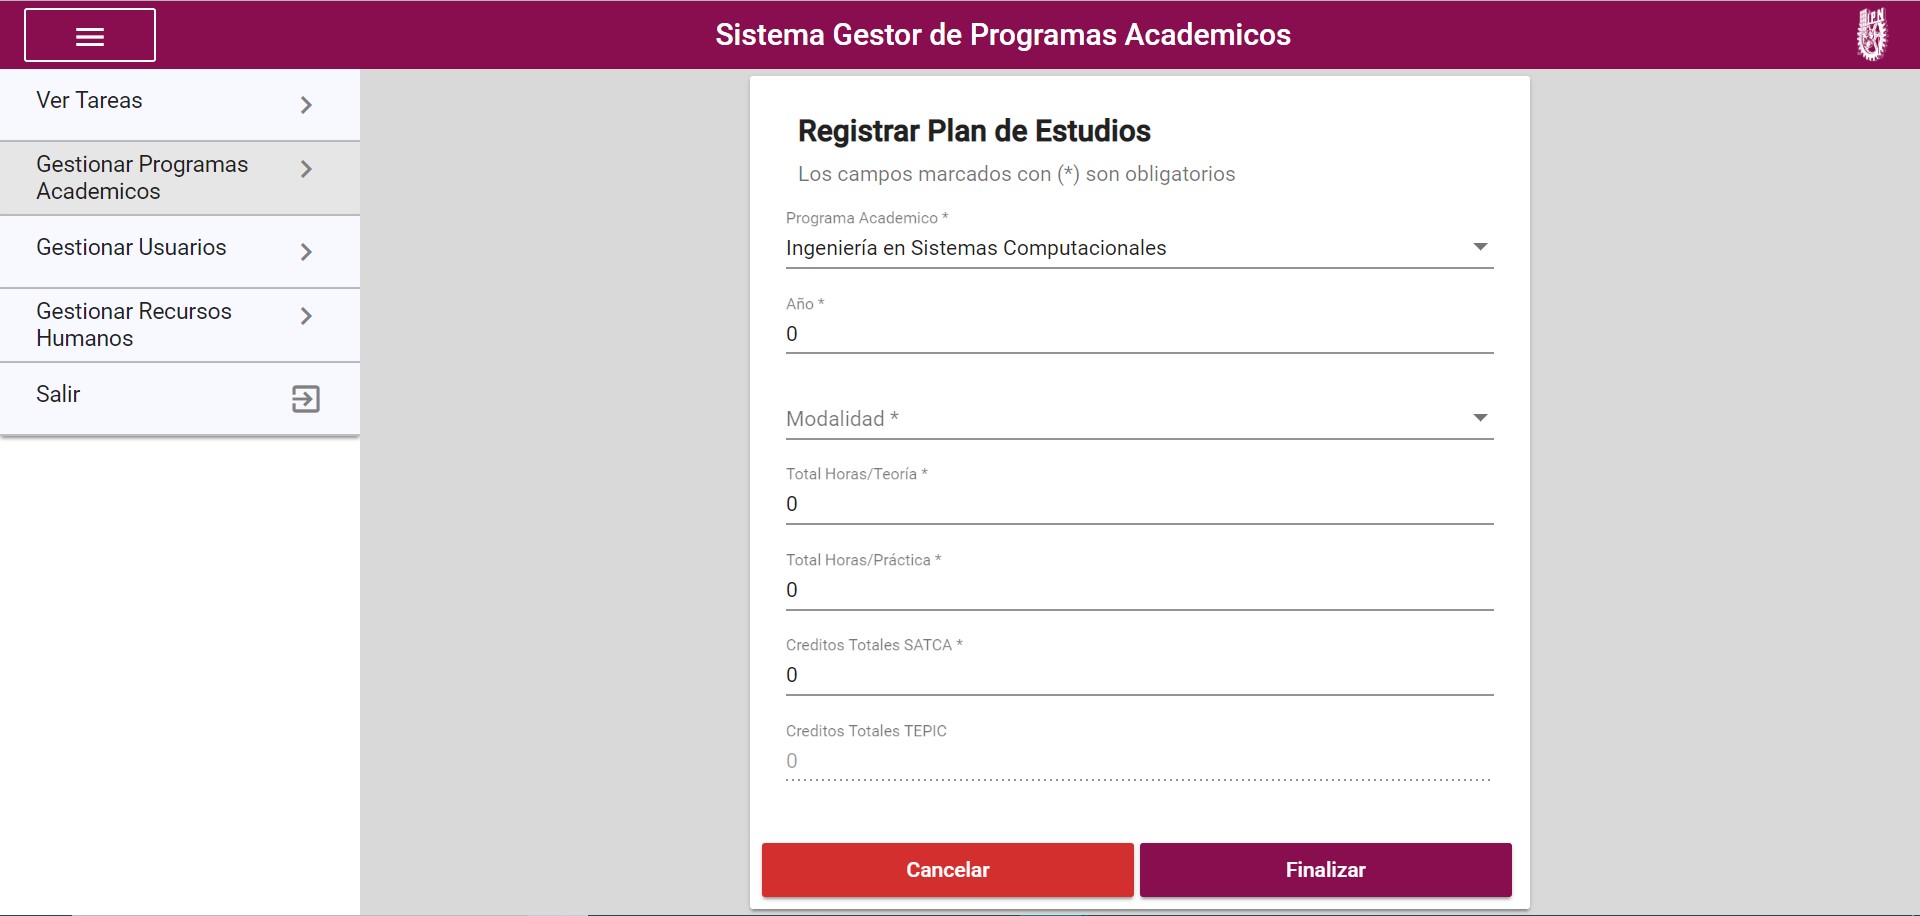 Sistema Gestor de Programas Academicos
IPN
Ver Tareas
Gestionar Programas
Academicos
Gestionar Usuarios
Gestionar Recursos
Humanos
Salir
Registrar Plan de Estudios
Los campos marcados con (*) son obligatorios
Programa Academico *
Ingeniería en Sistemas Computacionales
Año *
0
Modalidad *
Total Horas/Teoría *
0
Total Horas/Práctica *
0
Creditos Totales SATCA *
0
Creditos Totales TEPIC
0
Cancelar
Finalizar